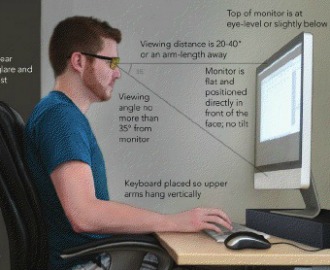 Top of monitor is at
eye-level or slightly below
Viewing distance is 20-40"
or an arm-length away
ear
glare and
st
35
Monitor is
flat and
positioned
directly in
front of the
face; no tilt
Viewing
angle no
more than
35° from
monitor
Keyboard placed so upper
arms hang vertically